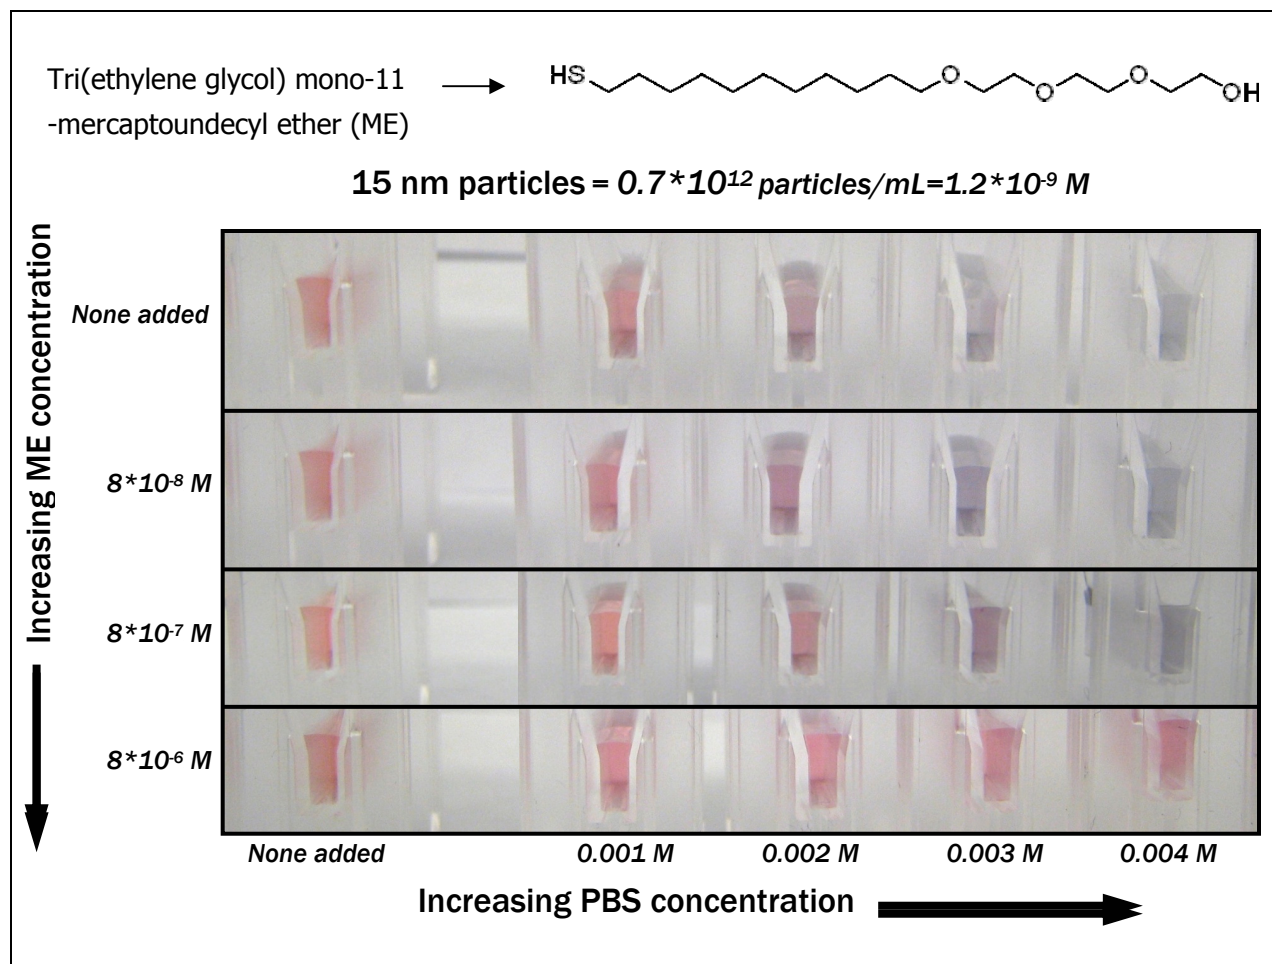 Tri(ethylene glycol) mono-11
-mercaptoundecyl ether (ME)
HS
O
O
O
OH
15 nm particles = 0.7*10¹² particles/mL=1.2*10⁻⁹ M
Increasing ME concentration
None added
8*10⁻⁸ M
8*10⁻⁷ M
8*10⁻⁶ M
None added 0.001 M 0.002 M 0.003 M 0.004 M
Increasing PBS concentration